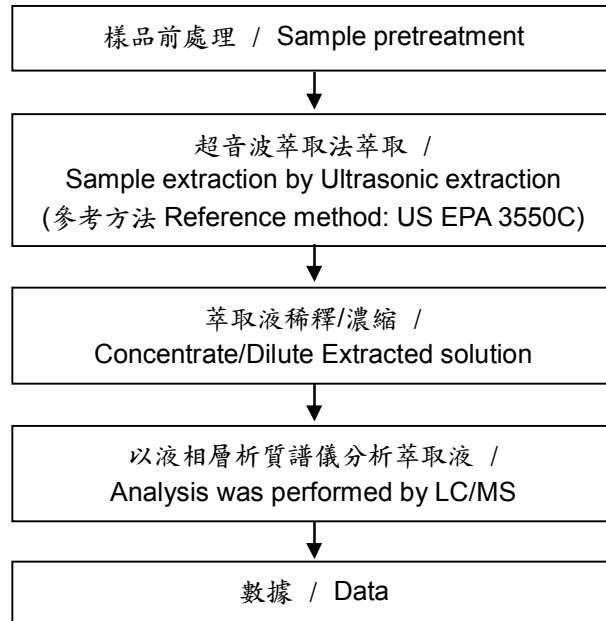 樣品前處理 / Sample pretreatment
超音波萃取法萃取 /
Sample extraction by Ultrasonic extraction
(參考方法 Reference method: US EPA 3550C)
萃取液稀釋/濃縮 /
Concentrate/Dilute Extracted solution
以液相層析質譜儀分析萃取液 /
Analysis was performed by LC/MS
數據 / Data